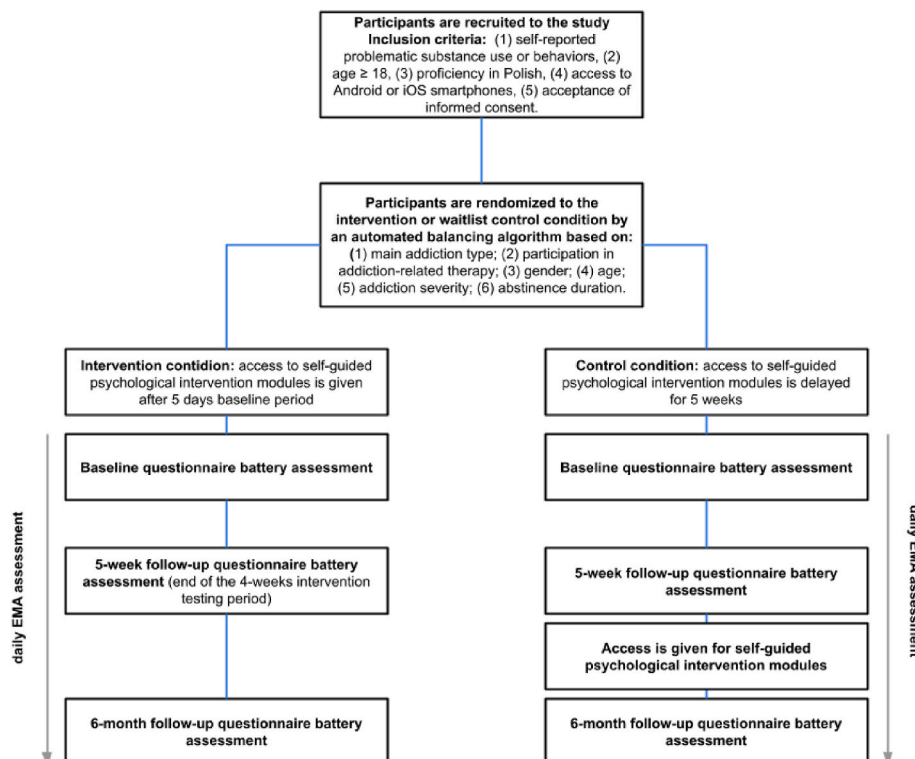 Participants are recruited to the study
Inclusion criteria: (1) self-reported
problematic substance use or behaviors, (2)
age ≥ 18, (3) proficiency in Polish, (4) access to
Android or iOS smartphones, (5) acceptance of
informed consent.
Participants are rendomized to the
intervention or waitlist control condition by
an automated balancing algorithm based on:
(1) main addiction type; (2) participation in
addiction-related therapy; (3) gender; (4) age;
(5) addiction severity; (6) abstinence duration.
Intervention contidion: access to self-guided
psychological intervention modules is given
after 5 days baseline period
Control condition: access to self-guided
psychological intervention modules is delayed
for 5 weeks
daily EMA assessment
Baseline questionnaire battery assessment
Baseline questionnaire battery assessment
daily EMA assessment
5-week follow-up questionnaire battery
assessment (end of the 4-weeks intervention
testing period)
5-week follow-up questionnaire battery
assessment
Access is given for self-guided
psychological intervention modules
6-month follow-up questionnaire battery
assessment
6-month follow-up questionnaire battery
assessment